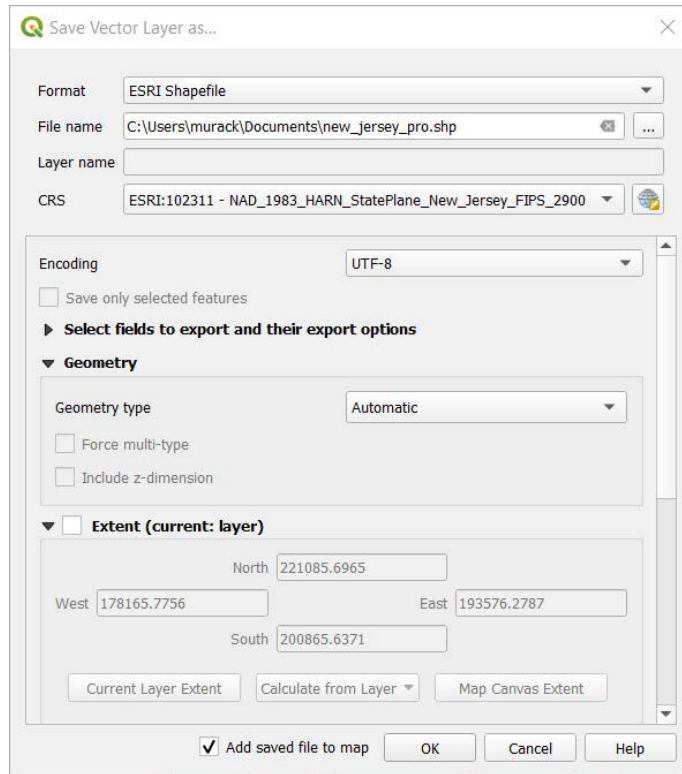 Save Vector Layer as...
Format ESRI Shapefile
File name C:\Users\murack\Documents\new_jersey_pro.shp ...
Layer name
CRS ESRI:102311 - NAD_1983_HARN_StatePlane_New_Jersey_FIPS_2900
Encoding UTF-8
Save only selected features
Select fields to export and their export options
Geometry
Geometry type Automatic
Force multi-type
Include z-dimension
Extent (current: layer)
North 221085.6965
West 178165.7756 East 193576.2787
South 200865.6371
Current Layer Extent Calculate from Layer Map Canvas Extent
Add saved file to map OK Cancel Help